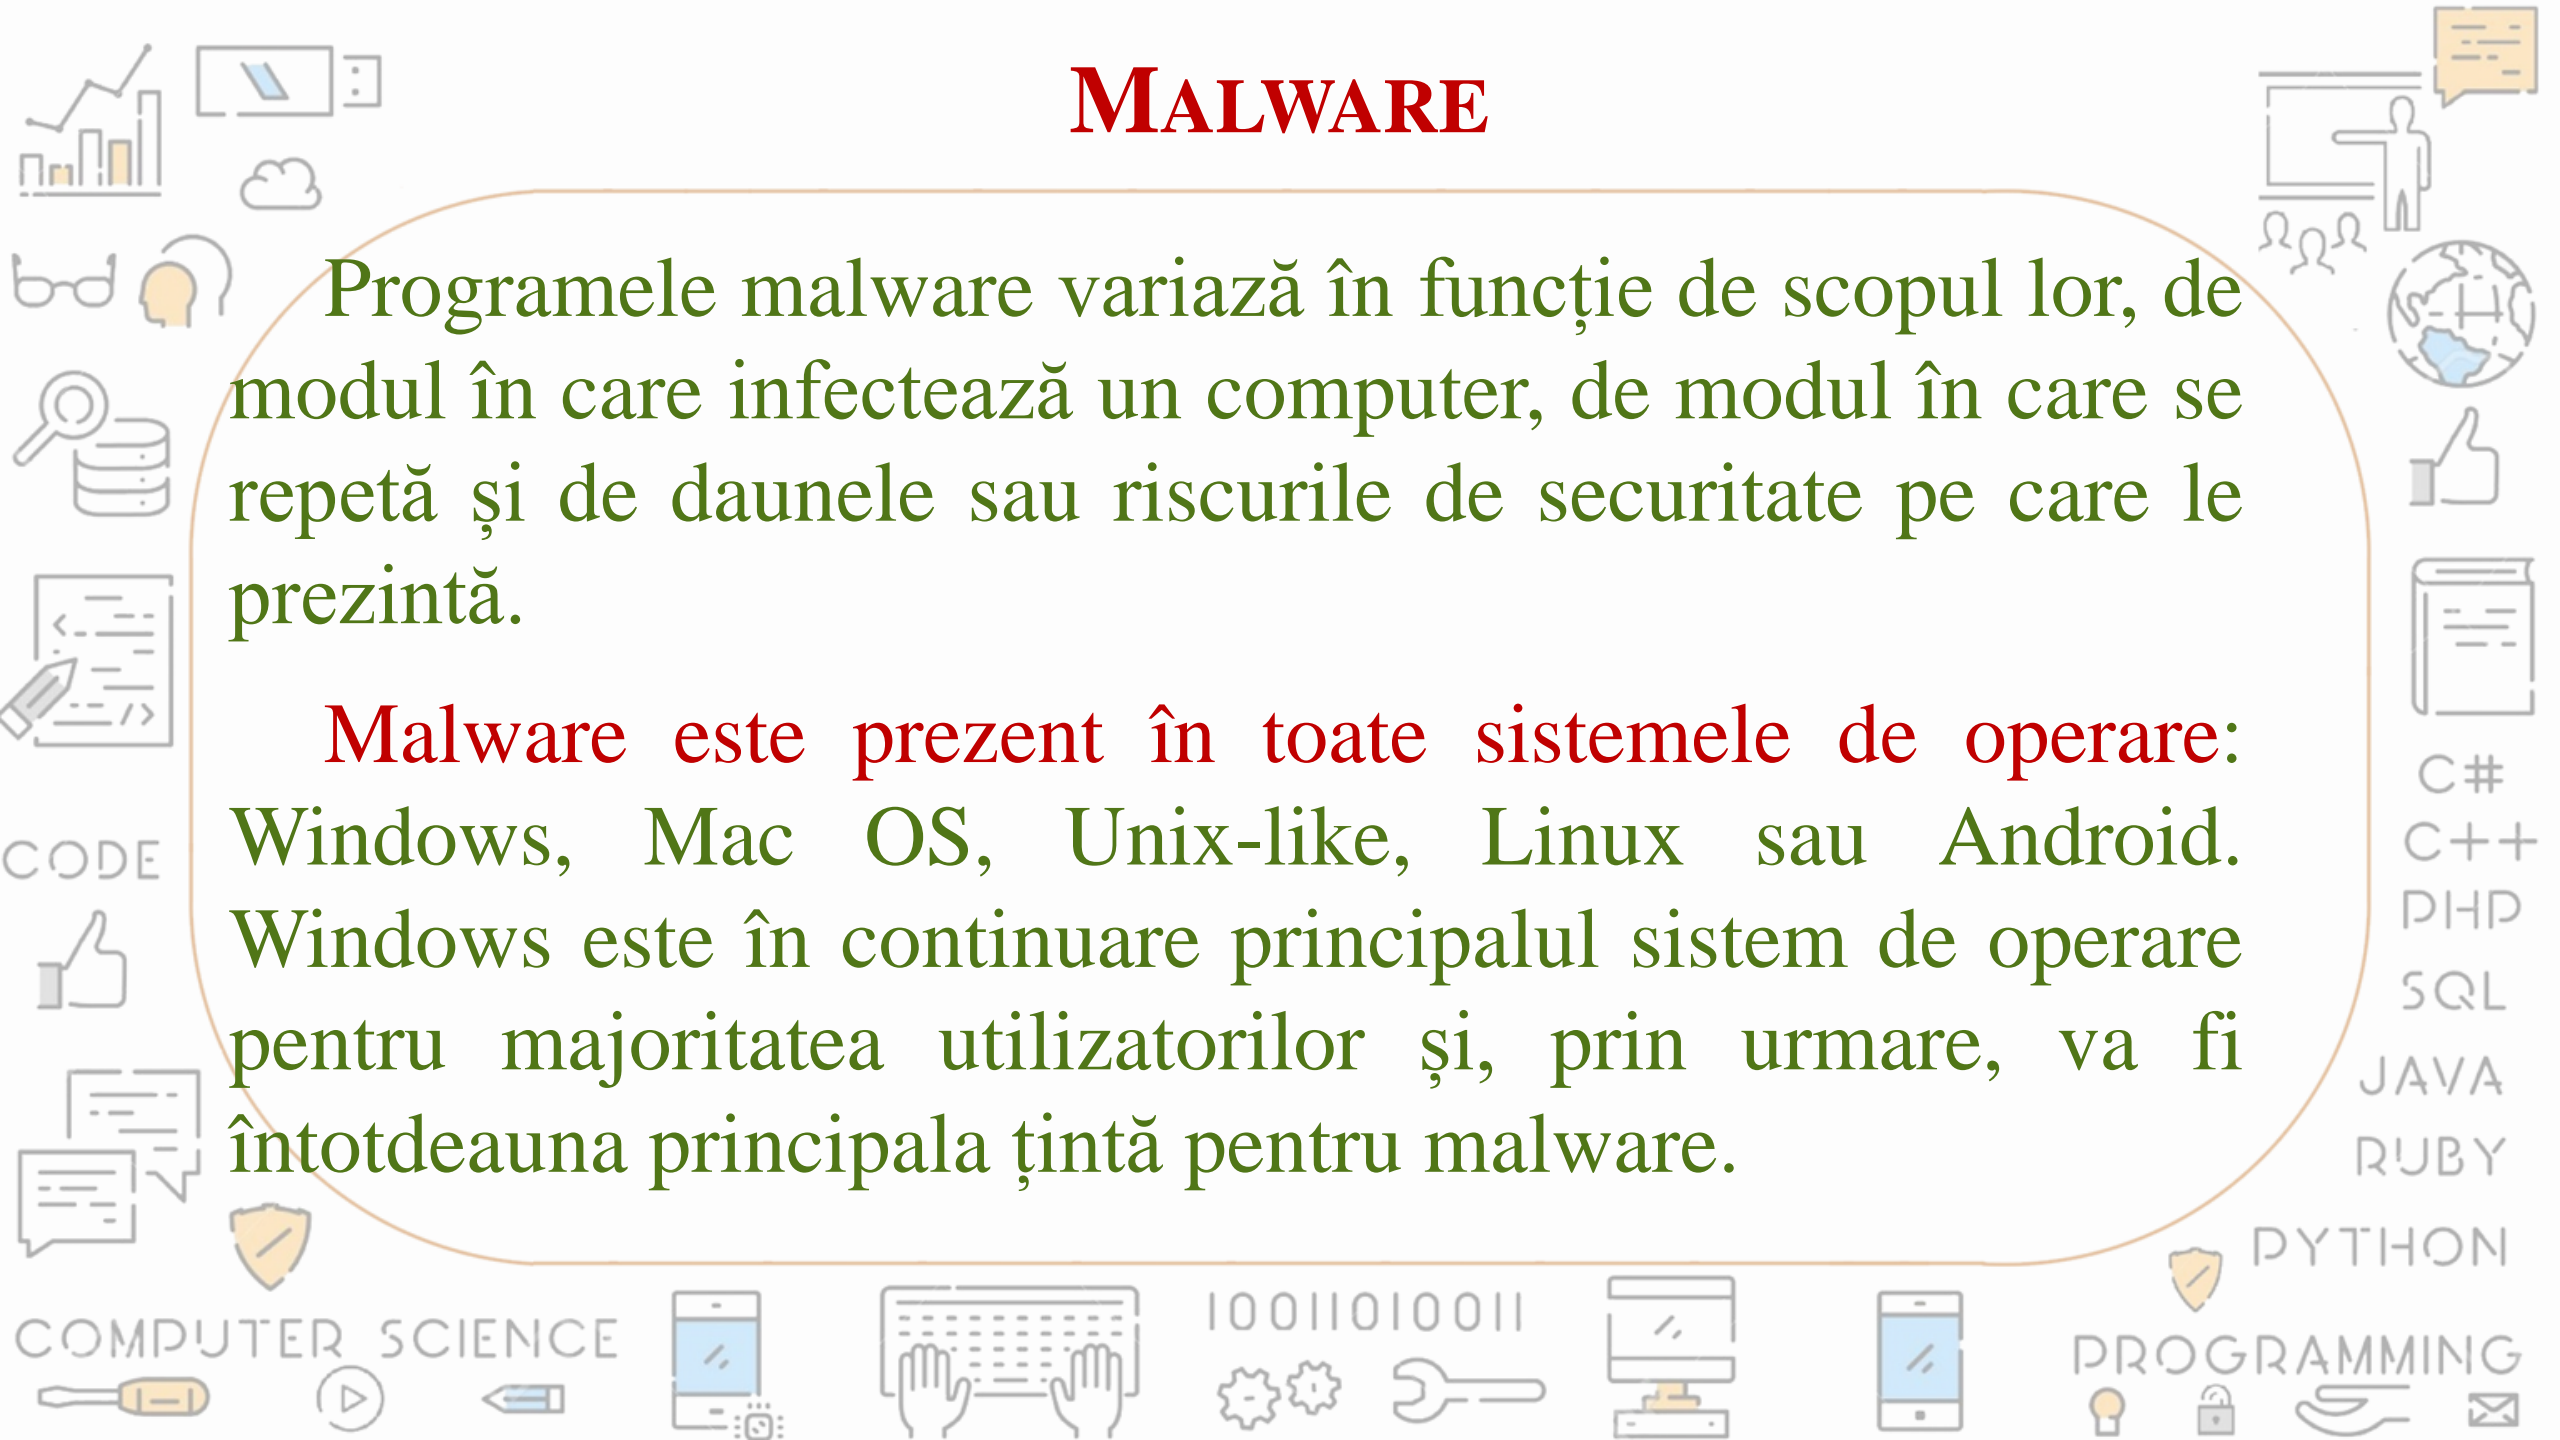 MALWARE
Programele malware variază în funcție de scopul lor, de
modul în care infectează un computer, de modul în care se
repetă și de daunele sau riscurile de securitate pe care le
prezintă.
Malware este prezent în toate sistemele de operare:
Windows, Mac OS, Unix-like, Linux sau Android.
Windows este în continuare principalul sistem de operare
pentru majoritatea utilizatorilor și, prin urmare, va fi
întotdeauna principala țintă pentru malware.
CODE
C#
C++
PHP
SQL
JAVA
RUBY
PYTHON
COMPUTER SCIENCE
10011010011
PROGRAMMING